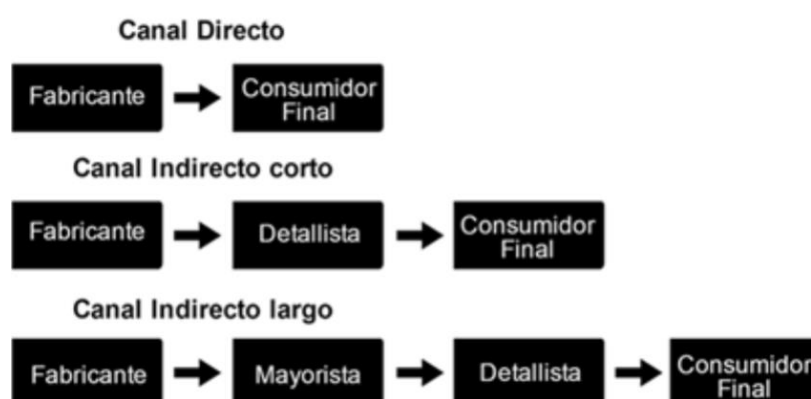 Canal Directo
Fabricante
Consumidor
Final
Canal Indirecto corto
Fabricante
Detallista
Consumidor
Final
Canal Indirecto largo
Fabricante
Mayorista
Detallista
Consumidor
Final